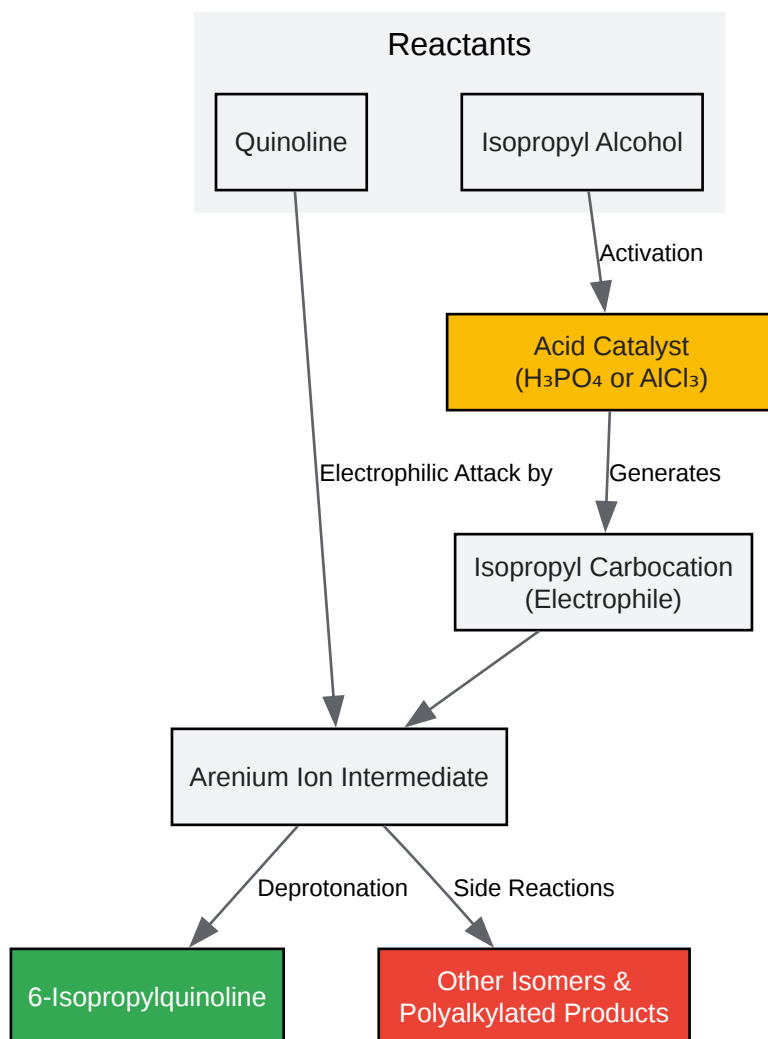 Reactants
Quinoline
Isopropyl Alcohol
Activation
Acid Catalyst
(H₃PO₄ or AlCl₃)
Electrophilic Attack by
Generates
Isopropyl Carbocation
(Electrophile)
Arenium Ion Intermediate
Deprotonation
Side Reactions
6-Isopropylquinoline
Other Isomers &
Polyalkylated Products